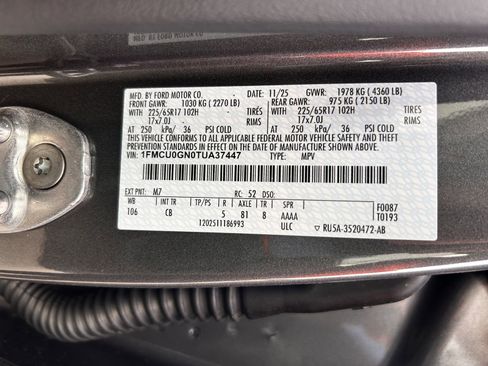 MFD. BY FORD MOTOR CO. 11/25 GVWR: 1978 KG ( 4360 LB)
FRONT GAWR: 1030 KG ( 2270 LB) REAR GAWR: 975 KG ( 2150 LB)
WITH 225/65R17 102H TIRES WITH 225/65R17 102H TIRES
17x7.0J RIMS 17x7.0J RIMS
AT 250 kPa/ 36 PSI COLD AT 250 kPa/ 36 PSI COLD
THIS VEHICLE CONFORMS TO ALL APPLICABLE FEDERAL MOTOR VEHICLE SAFETY AND
THEFT PREVENTION STANDARDS IN EFFECT ON THE DATE OF MANUFACTURE SHOWN ABOVE.
VIN: 1FMCU0GN0TUA37447 TYPE: MPV
EXT PNT: M7 RC: 52 DSO:
WB INT TR TP/PS R AXLE TR SPR
106 CB 5 81 8 AAAA F0087
T0193
1202511186993 ULC ▽ RU5A-3520472-AB